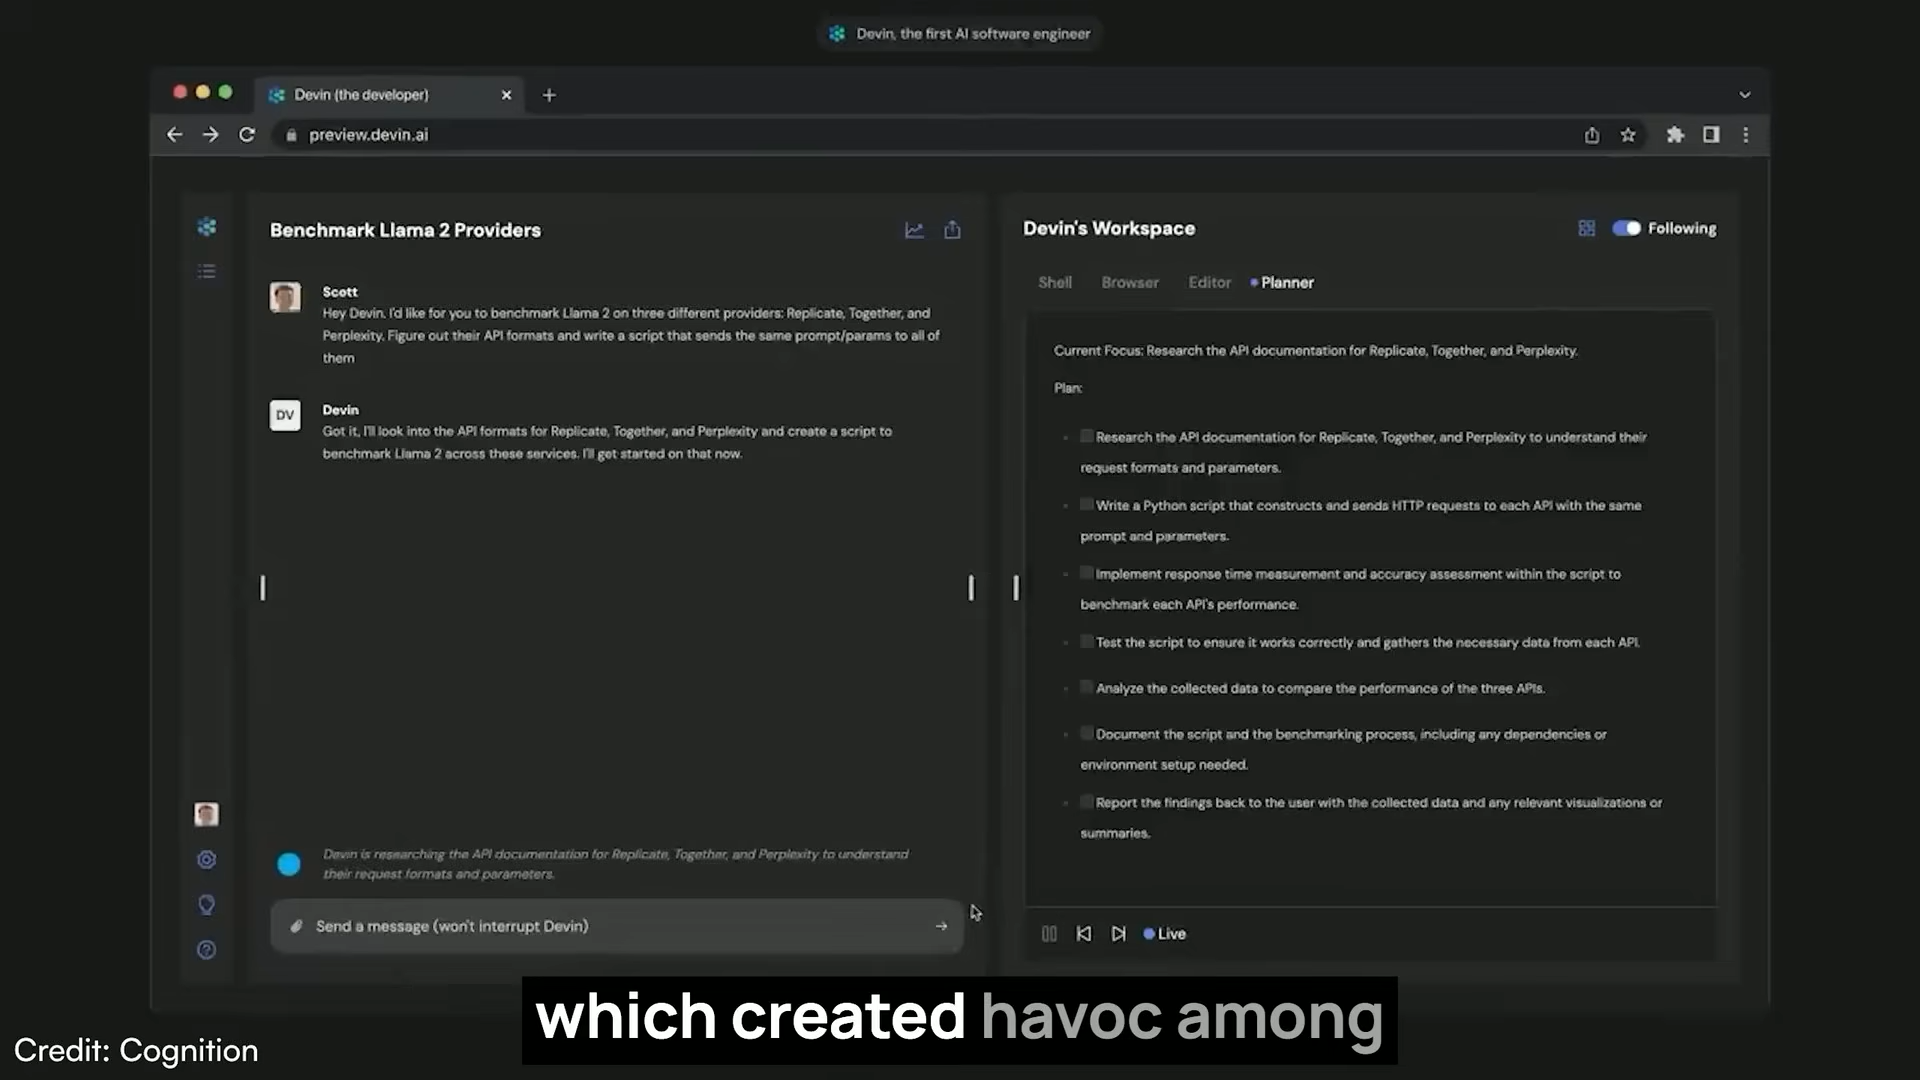 Devin, the first AI software engineer
Devin (the developer)
preview.devin.ai
Benchmark Llama 2 Providers
Scott
Hey Devin. I'd like for you to benchmark Llama 2 on three different providers: Replicate, Together, and
Perplexity. Figure out their API formats and write a script that sends the same prompt/params to all of
them
DV
Devin
Got it, I'll look into the API formats for Replicate, Together, and Perplexity and create a script to
benchmark Llama 2 across these services. I'll get started on that now.
Devin is researching the API documentation for Replicate, Together, and Perplexity to understand
their request formats and parameters.
Send a message (won't interrupt Devin)
Devin's Workspace
Following
Shell Browser Editor Planner
Current Focus: Research the API documentation for Replicate, Together, and Perplexity.
Plan:
Research the API documentation for Replicate, Together, and Perplexity to understand their
request formats and parameters.
Write a Python script that constructs and sends HTTP requests to each API with the same
prompt and parameters.
Implement response time measurement and accuracy assessment within the script to
benchmark each API's performance.
Test the script to ensure it works correctly and gathers the necessary data from each API.
Analyze the collected data to compare the performance of the three APIs.
Document the script and the benchmarking process, including any dependencies or
environment setup needed.
Report the findings back to the user with the collected data and any relevant visualizations or
summaries.
Live
which created havoc among
Credit: Cognition